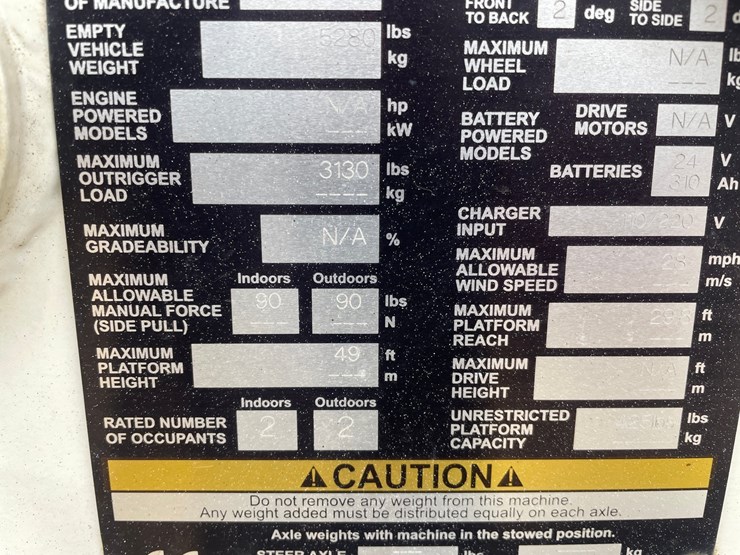 OF MANUFACTURE
EMPTY
VEHICLE
WEIGHT
5280 lbs
--- kg
ENGINE
POWERED
MODELS
N/A hp
--- kW
MAXIMUM
OUTRIGGER
LOAD
3130 lbs
---- kg
MAXIMUM
GRADEABILITY
N/A %
MAXIMUM
ALLOWABLE
MANUAL FORCE
(SIDE PULL)
Indoors Outdoors
90 90 lbs
--- --- N
MAXIMUM
PLATFORM
HEIGHT
49 ft
--- m
Indoors Outdoors
RATED NUMBER
OF OCCUPANTS
2 2
FRONT
TO BACK 2 deg
SIDE
TO SIDE 2
MAXIMUM
WHEEL
LOAD
N/A lb
--- kg
BATTERY
POWERED
MODELS
DRIVE
MOTORS N/A V
BATTERIES
24 V
310 Ah
CHARGER
INPUT
V
MAXIMUM
ALLOWABLE
WIND SPEED
mph
--- m/s
MAXIMUM
PLATFORM
REACH
ft
m
MAXIMUM
DRIVE
HEIGHT
N/A ft
m
UNRESTRICTED
PLATFORM
CAPACITY
lbs
kg
CAUTION
Do not remove any weight from this machine.
Any weight added must be distributed equally on each axle.
Axle weights with machine in the stowed position.
STEER AXLE lbs kg